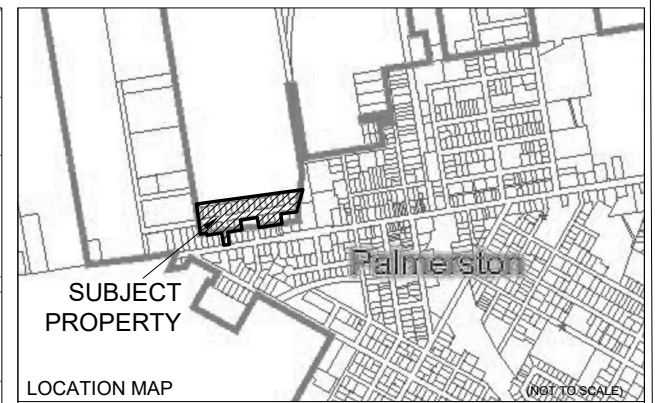 Palmerston
SUBJECT
PROPERTY
LOCATION MAP
(NOT TO SCALE)